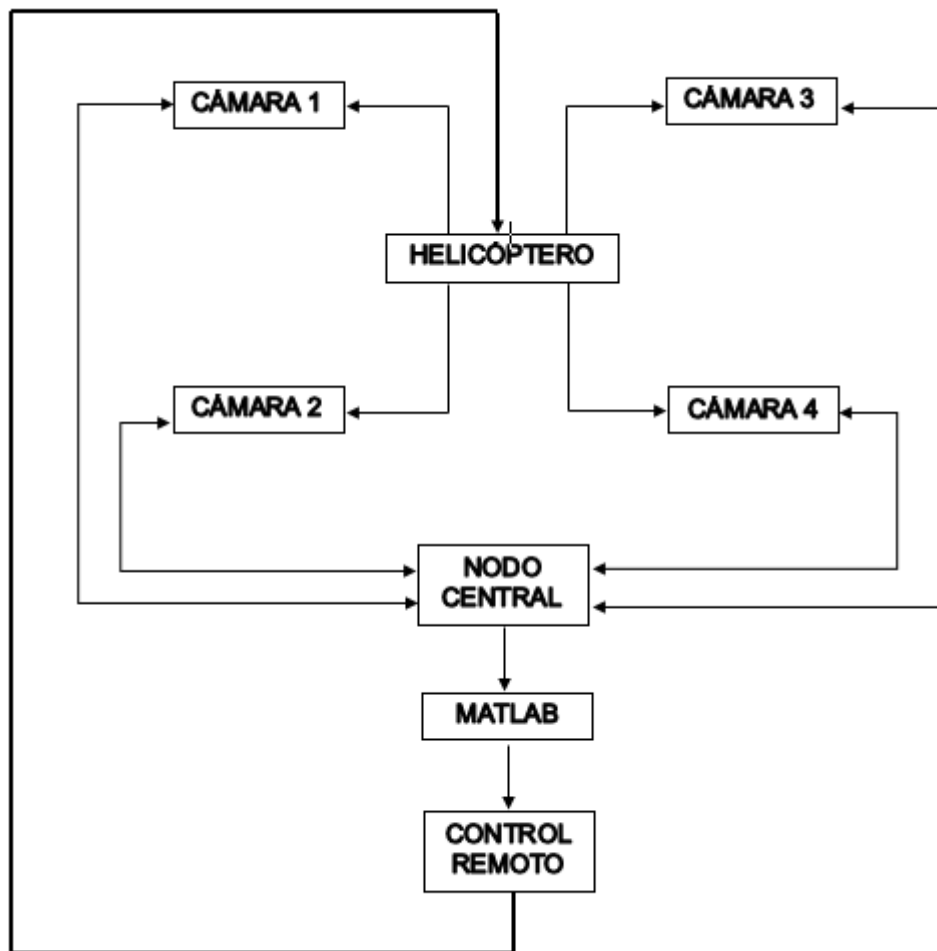 CÁMARA 1
CÁMARA 3
HELICÓPTERO
CÁMARA 2
CÁMARA 4
NODO
CENTRAL
MATLAB
CONTROL
REMOTO